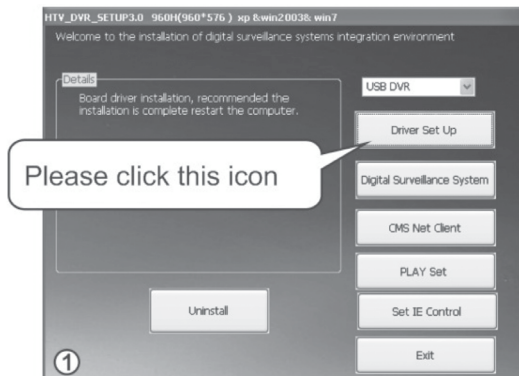 HTV_DVR_SETUP3.0 960H(960*576) xp &win2003& win7
Welcome to the installation of digital surveillance systems integration environment
Details
Board driver installation, recommended the
installation is complete restart the computer.
USB DVR
Driver Set Up
Please click this icon
Digital Surveillance System
CMS Net Client
PLAY Set
Uninstall
Set IE Control
Exit
①